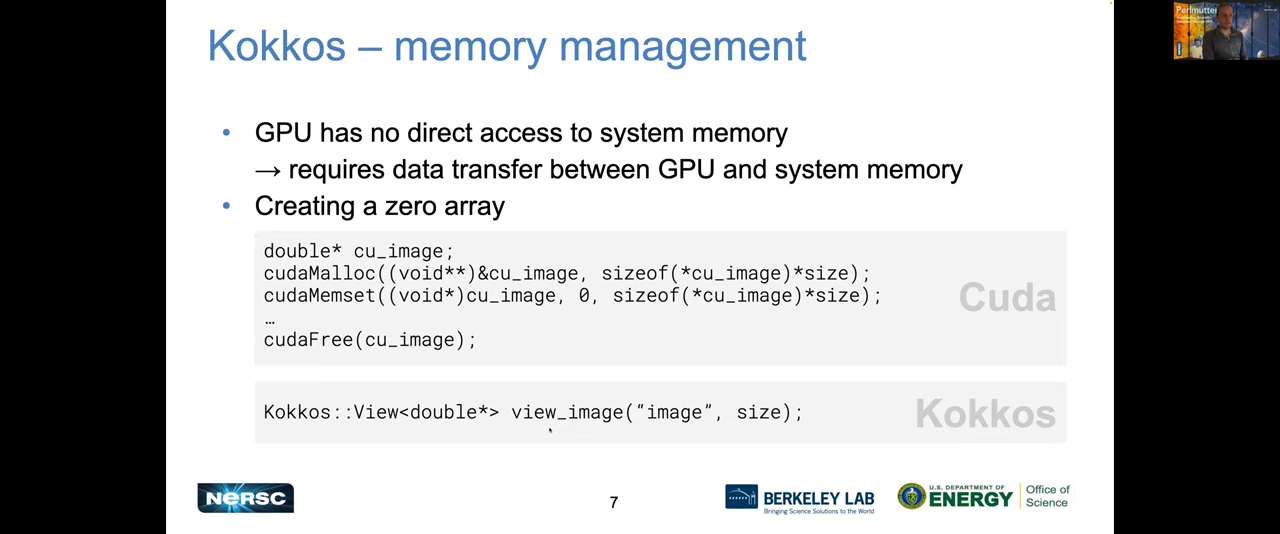 Kokkos – memory management
• GPU has no direct access to system memory
→ requires data transfer between GPU and system memory
• Creating a zero array
double* cu_image;
cudaMalloc((void**)&cu_image, sizeof(*cu_image)*size);
cudaMemset((void*)cu_image, 0, sizeof(*cu_image)*size);
…
cudaFree(cu_image);
Cuda
Kokkos::View<double*> view_image(“image”, size);
Kokkos
NERSC
7
BERKELEY LAB
Bringing Science Solutions to the World
U.S. DEPARTMENT OF
ENERGY
Office of
Science
Perlmutter